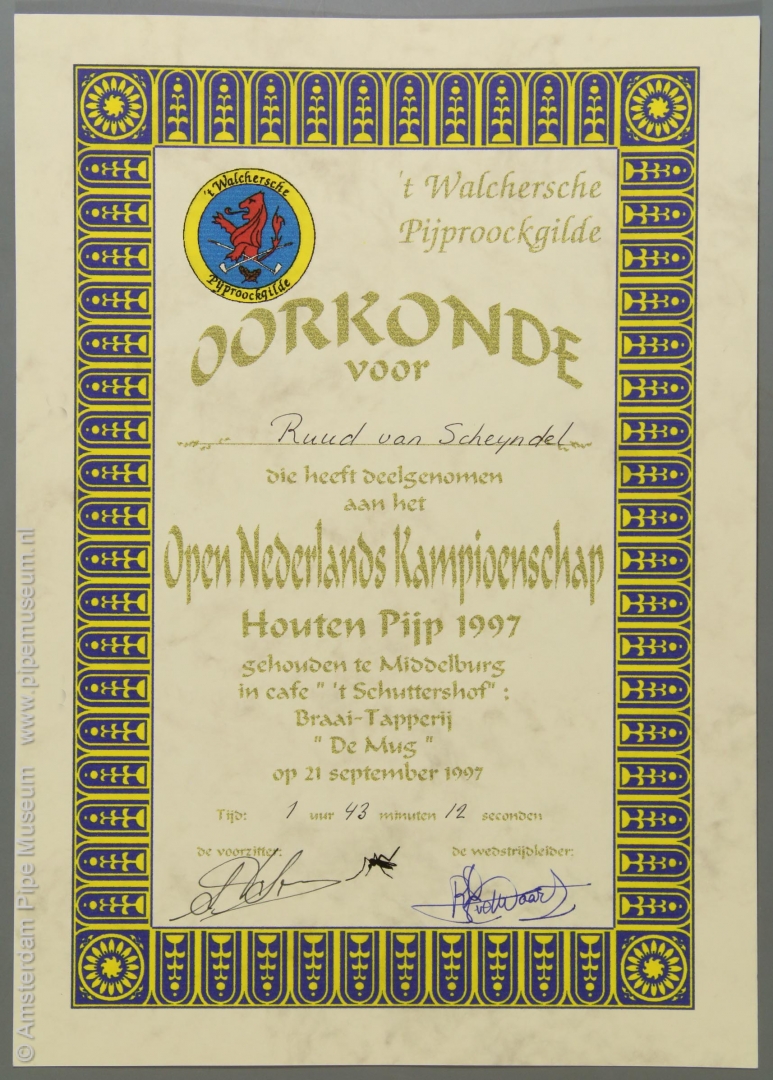 't Walchersche
Pijproockgilde
't Walchersche
Pijproockgilde
OORKONDE
voor
Ruud van Scheyndel
die heeft deelgenomen
aan het
Open Nederlands Kampioenschap
Houten Pijp 1997
gehouden te Middelburg
in cafe " 't Schuttershof" :
Braai-Tapperij
" De Mug "
op 21 september 1997
Tijd: 1 uur 43 minuten 12 seconden
de voorzitter: de wedstrijdleider:
© Amsterdam Pipe Museum www.pipemuseum.nl